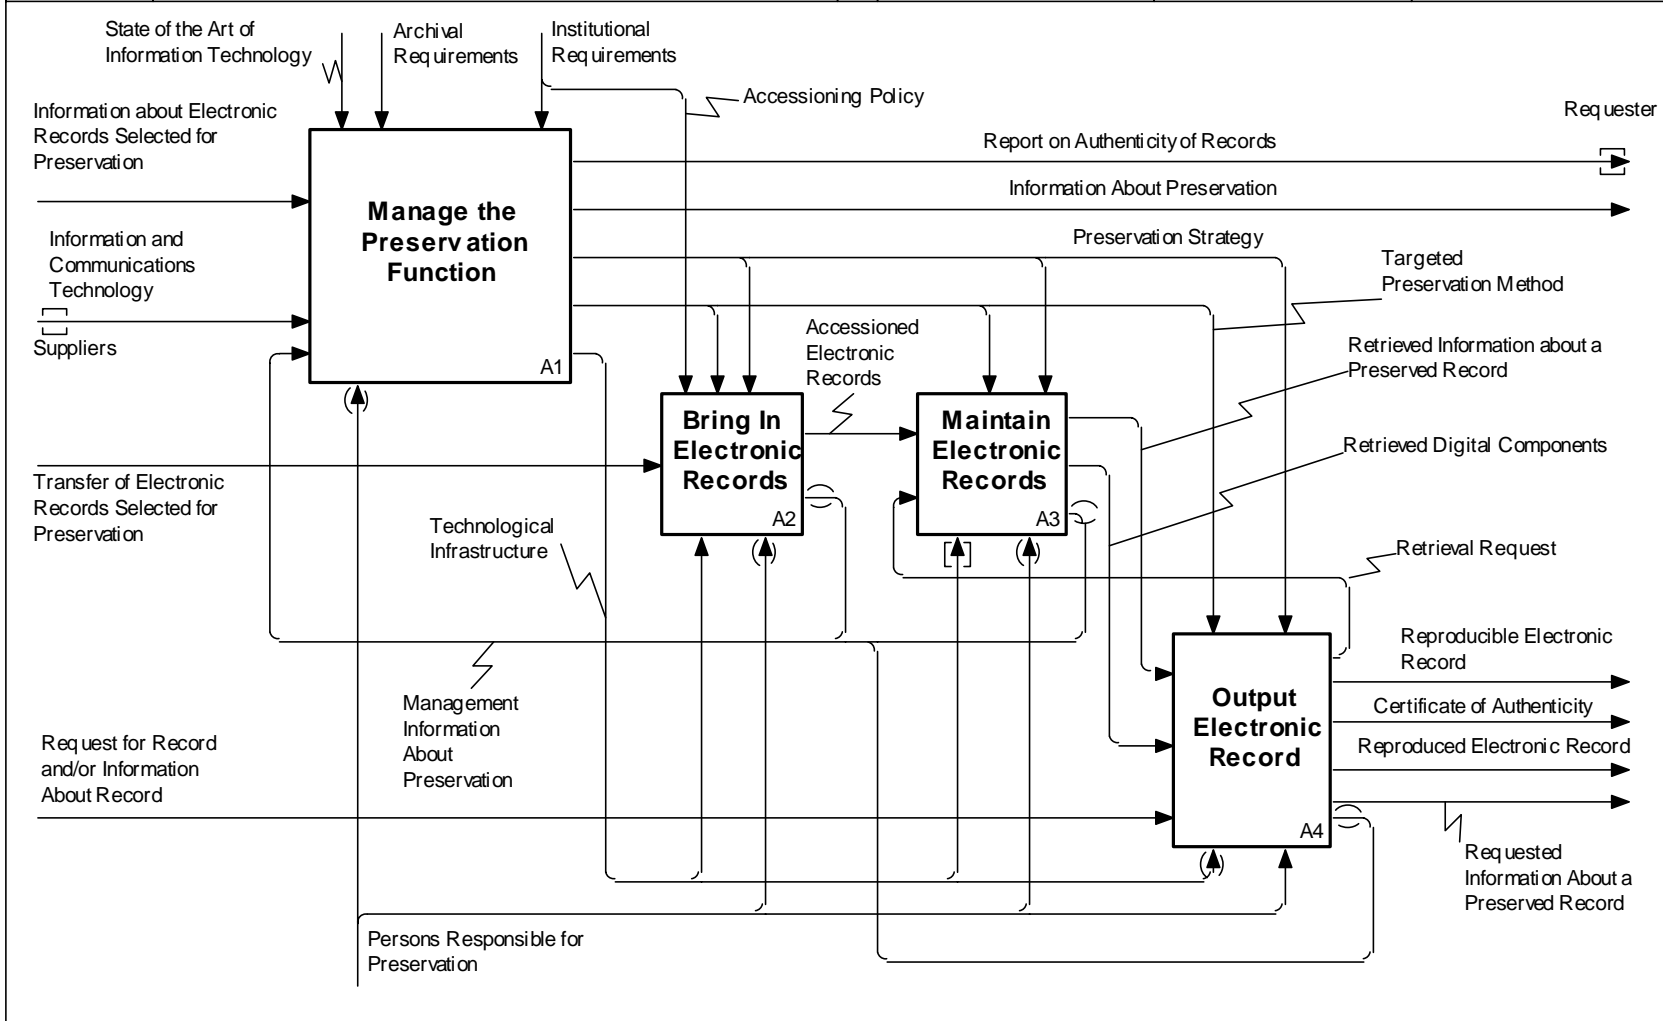 State of the Art of
Information Technology
Archival
Requirements
Institutional
Requirements
Accessioning Policy
Information about Electronic
Records Selected for
Preservation
Requester
Report on Authenticity of Records
Information About Preservation
Manage the
Preservation
Function
A1
Information and
Communications
Technology
Suppliers
Preservation Strategy
Targeted
Preservation Method
Accessioned
Electronic
Records
Retrieved Information about a
Preserved Record
Bring In
Electronic
Records
A2
Maintain
Electronic
Records
A3
Retrieved Digital Components
Transfer of Electronic
Records Selected for
Preservation
Technological
Infrastructure
Retrieval Request
Management
Information
About
Preservation
Output
Electronic
Record
A4
Reproducible Electronic
Record
Certificate of Authenticity
Reproduced Electronic Record
Request for Record
and/or Information
About Record
Requested
Information About a
Preserved Record
Persons Responsible for
Preservation